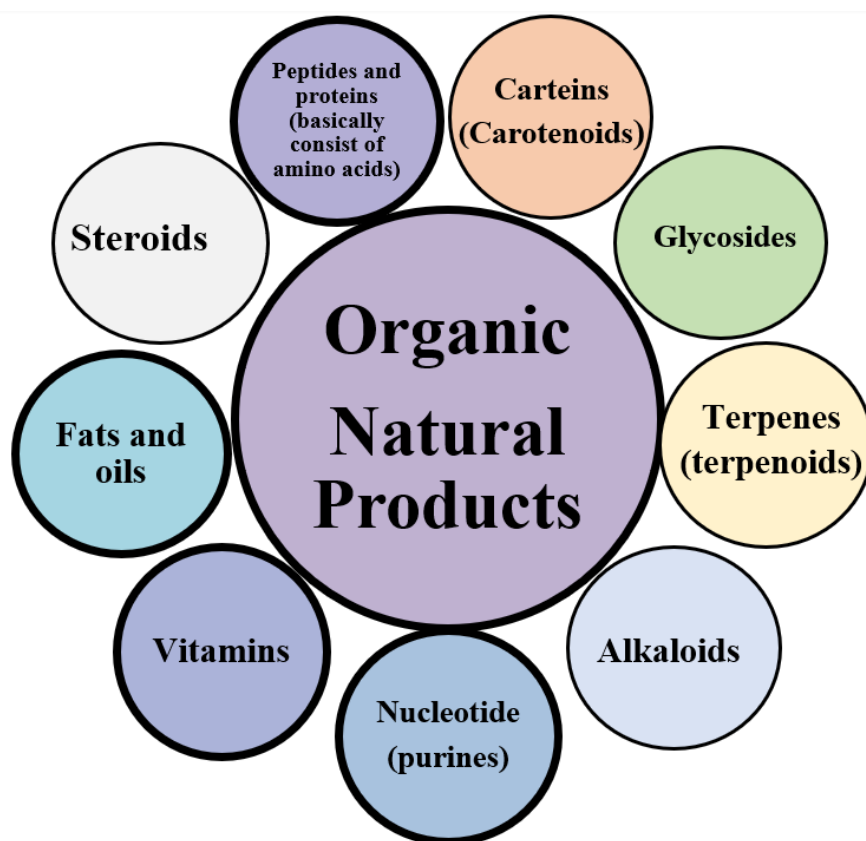 Peptides and
proteins
(basically
consist of
amino acids)
Carteins
(Carotenoids)
Glycosides
Steroids
Organic
Natural
Products
Terpenes
(terpenoids)
Fats and
oils
Vitamins
Alkaloids
Nucleotide
(purines)